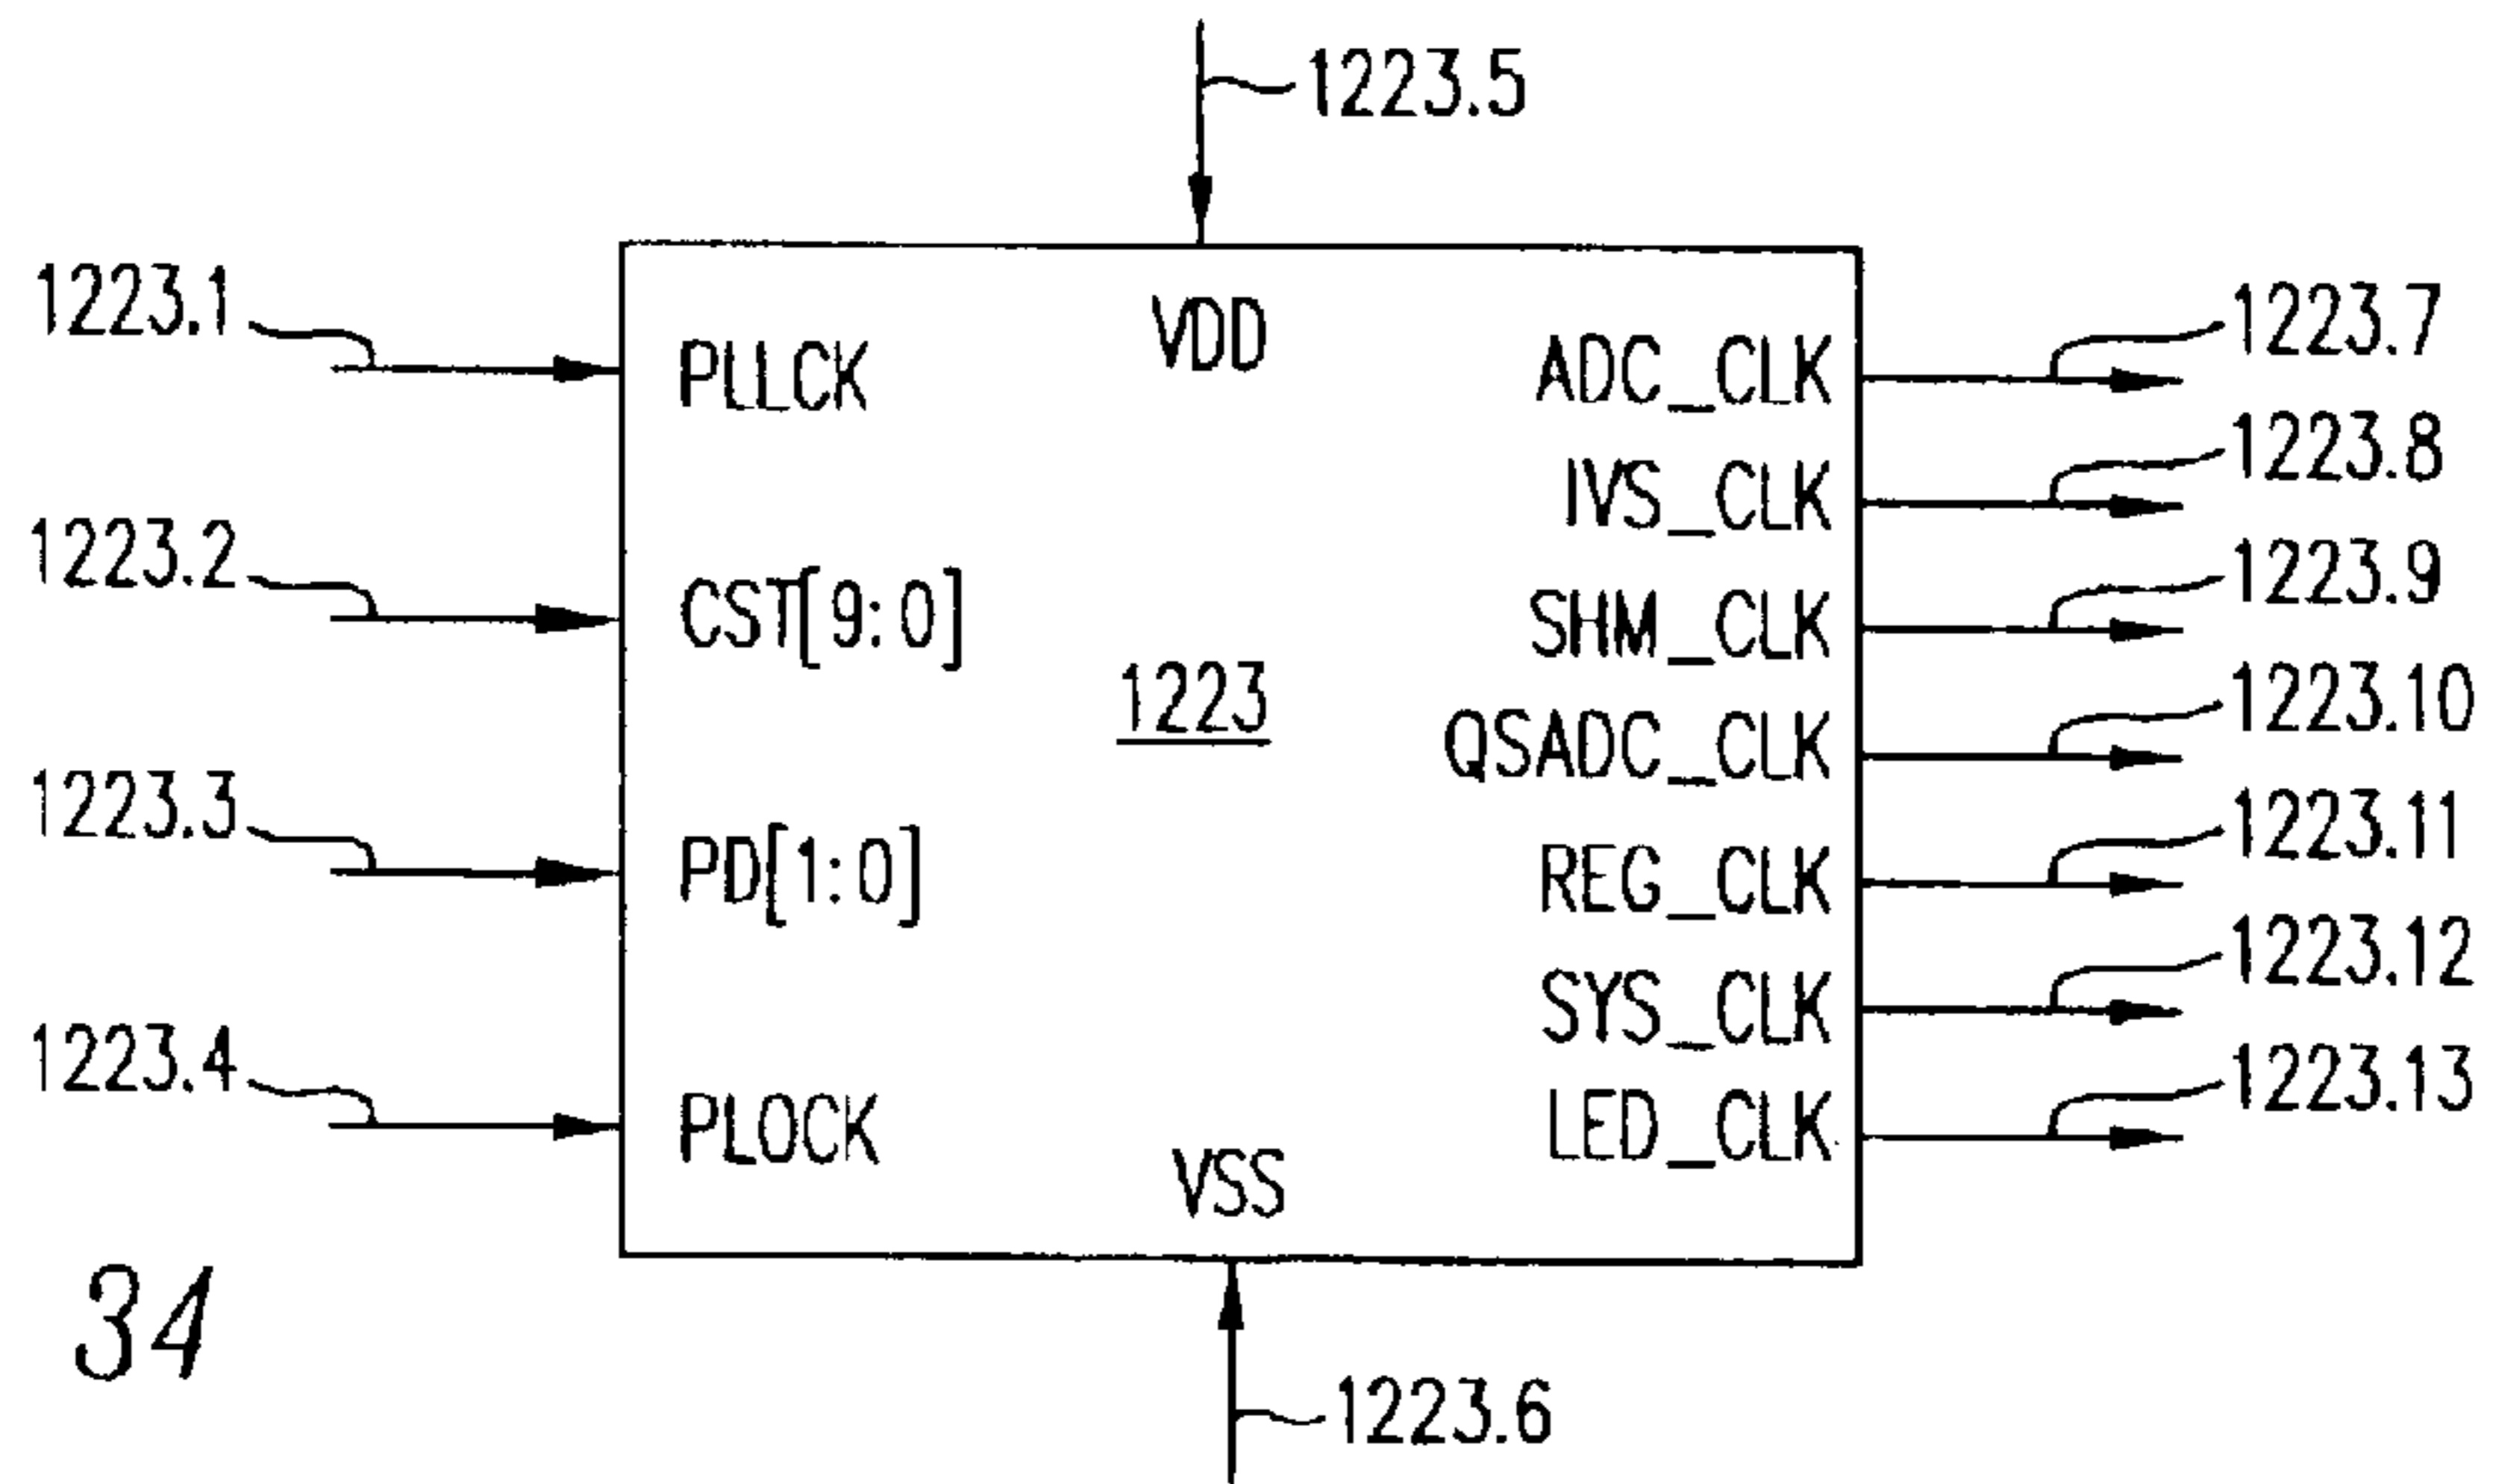 1223.5
1223.1
PLLCK
VDD
ADC_CLK
1223.7
IVS_CLK
1223.8
1223.2
CST[9:0]
SHM_CLK
1223.9
1223
QSADC_CLK
1223.10
1223.3
PD[1:0]
REG_CLK
1223.11
SYS_CLK
1223.12
1223.4
PLOCK
LED_CLK
1223.13
VSS
34
1223.6